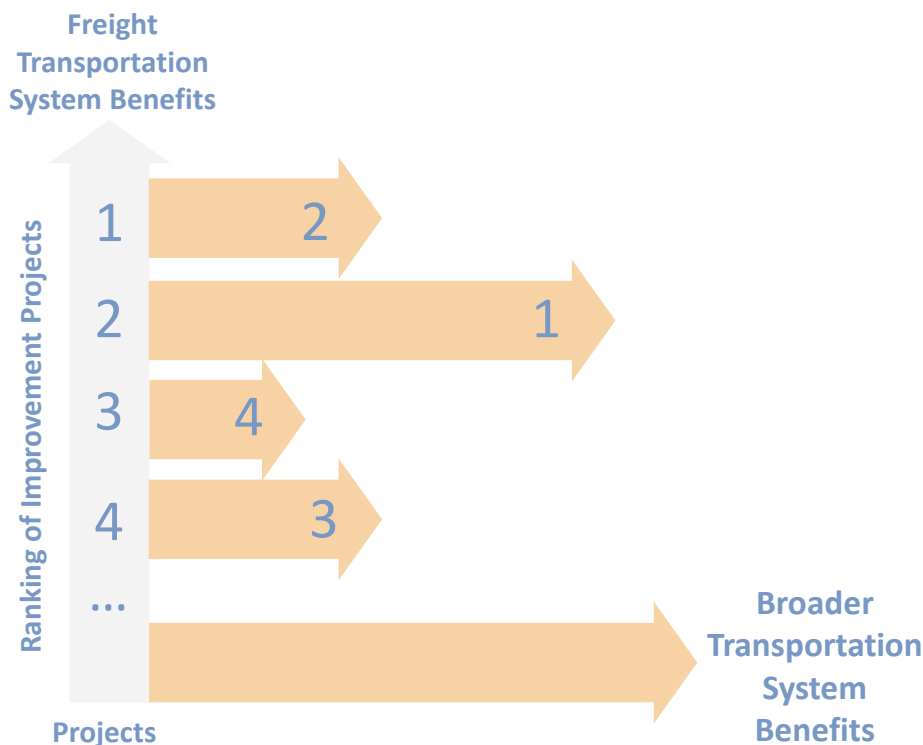 Freight
Transportation
System Benefits
Ranking of Improvement Projects
1
2
2
1
3
4
4
3
...
Broader
Transportation
System
Benefits
Projects